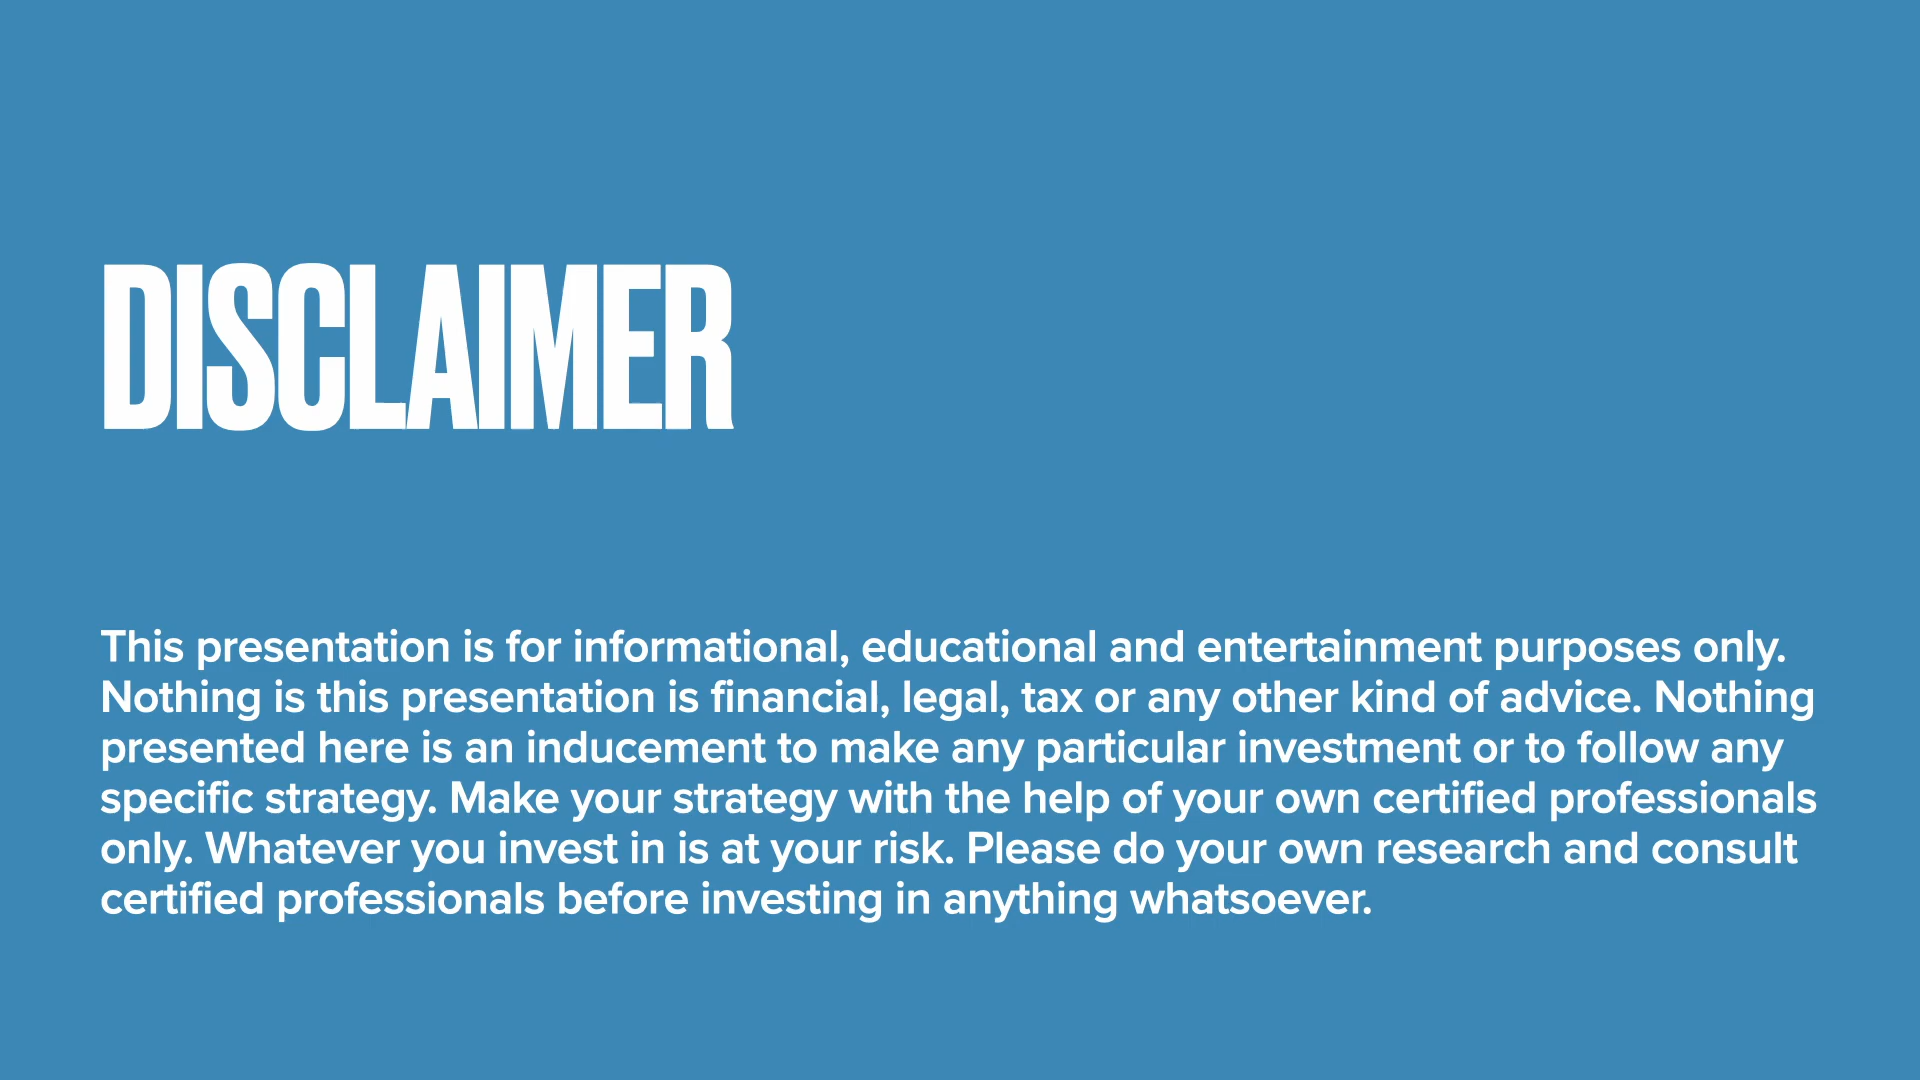 DISCLAIMER
This presentation is for informational, educational and entertainment purposes only.
Nothing is this presentation is financial, legal, tax or any other kind of advice. Nothing
presented here is an inducement to make any particular investment or to follow any
specific strategy. Make your strategy with the help of your own certified professionals
only. Whatever you invest in is at your risk. Please do your own research and consult
certified professionals before investing in anything whatsoever.